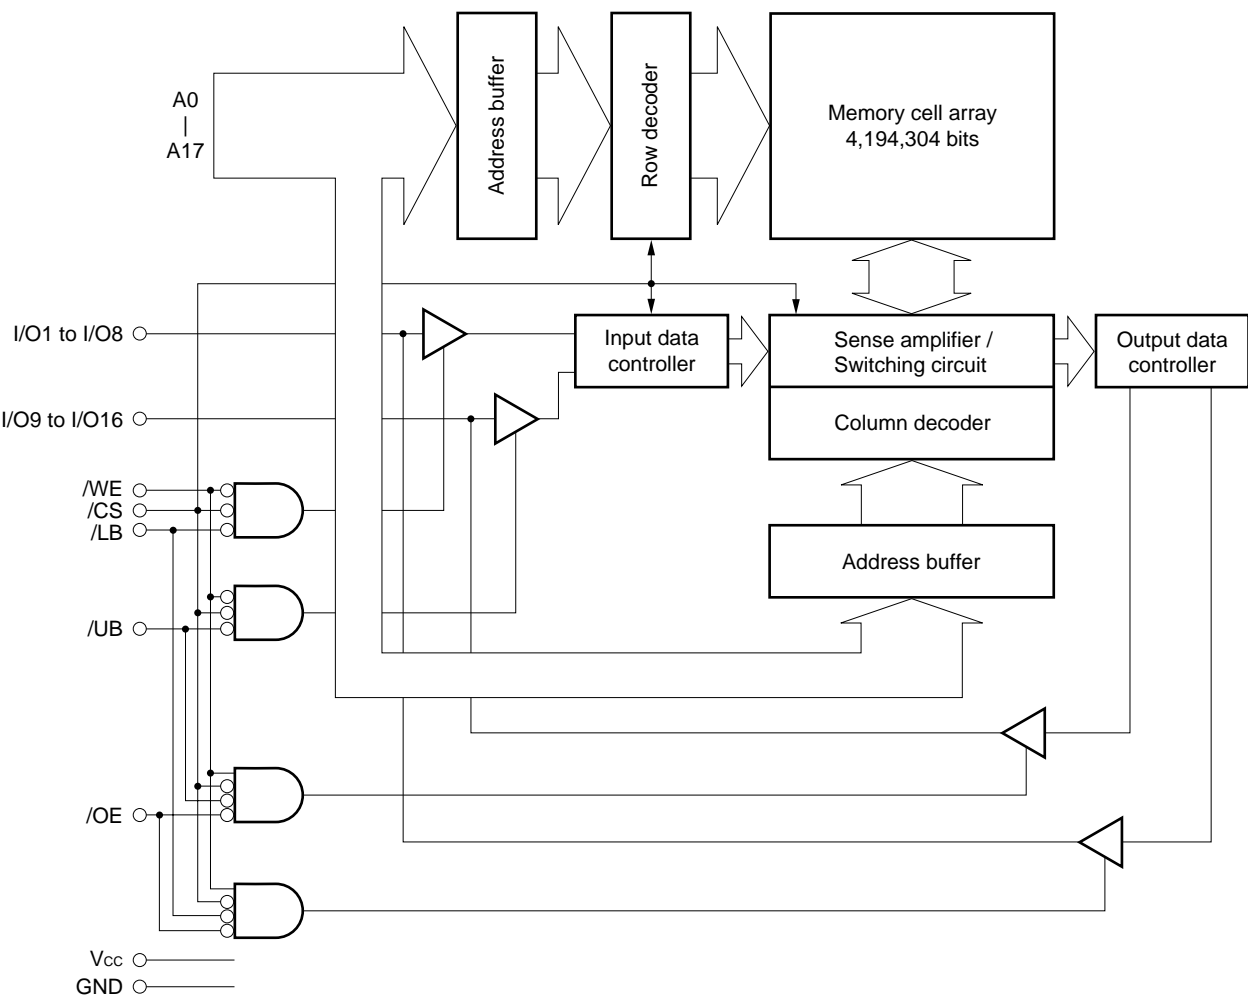 A0
|
A17
Address buffer
Row decoder
Memory cell array
4,194,304 bits
I/O1 to I/O8
Input data
controller
Sense amplifier /
Switching circuit
Output data
controller
I/O9 to I/O16
Column decoder
/WE
/CS
/LB
Address buffer
/UB
/OE
VCC
GND